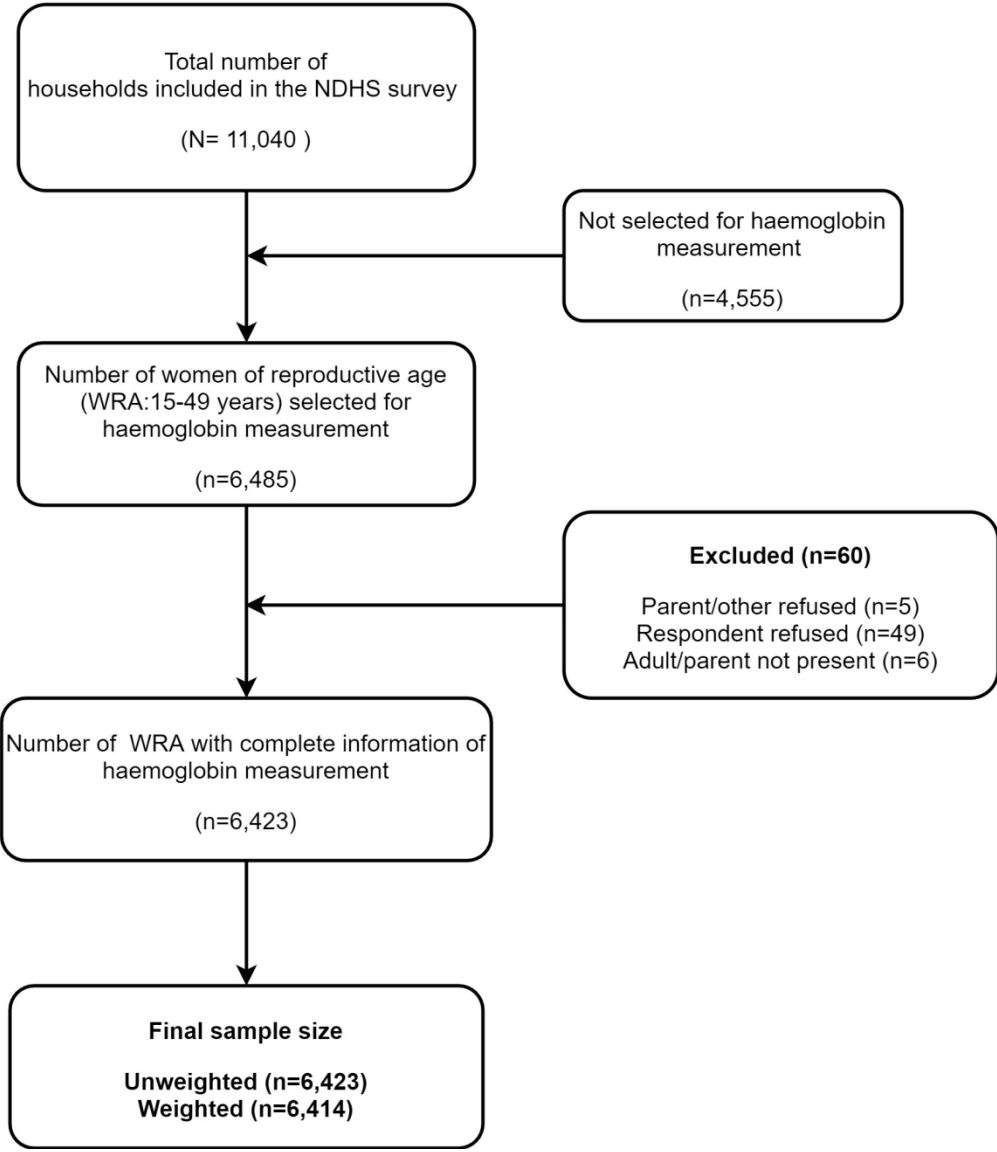 Total number of
households included in the NDHS survey
(N= 11,040 )
Not selected for haemoglobin
measurement
(n=4,555)
Number of women of reproductive age
(WRA:15-49 years) selected for
haemoglobin measurement
(n=6,485)
Excluded (n=60)
Parent/other refused (n=5)
Respondent refused (n=49)
Adult/parent not present (n=6)
Number of  WRA with complete information of
haemoglobin measurement
(n=6,423)
Final sample size
Unweighted (n=6,423)
Weighted (n=6,414)